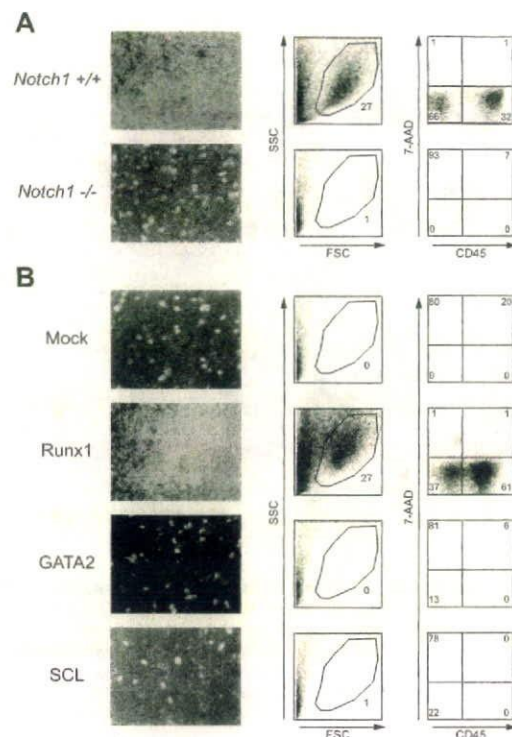 A
Notch1 +/+
SSC
27
7-AAD
1 1
66 32
Notch1 -/-
1
93 7
0 0
FSC
CD45
B
Mock
0
80 20
0 0
Runx1
SSC
27
7-AAD
1 1
37 61
GATA2
0
81 6
13 0
SCL
1
78 0
22 0
FSC
CD45